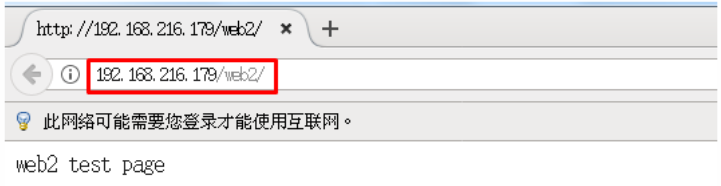 http://192.168.216.179/web2/ × +
192.168.216.179/web2/
此网络可能需要您登录才能使用互联网。
web2 test page